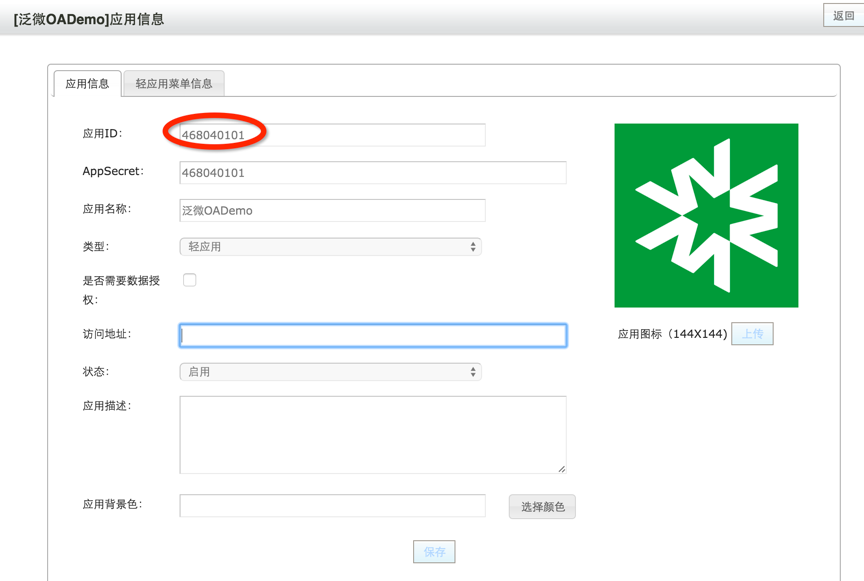 [泛微OADemo]应用信息
返回
应用信息
轻应用菜单信息
应用ID:
468040101
AppSecret:
468040101
应用名称:
泛微OADemo
类型:
轻应用
是否需要数据授
权:
访问地址:
应用图标（144X144)
上传
状态:
启用
应用描述:
应用背景色:
选择颜色
保存